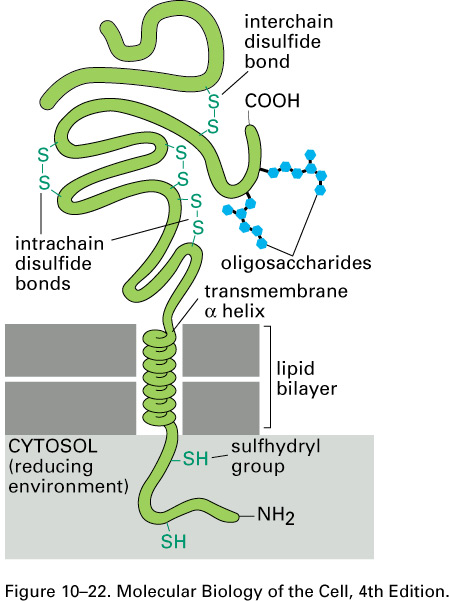 interchain
disulfide
bond
COOH
S
S
S
S
S
S
S
S
intrachain
disulfide
bonds
oligosaccharides
transmembrane
α helix
lipid
bilayer
CYTOSOL
(reducing
environment)
SH
sulfhydryl
group
NH2
SH
Figure 10–22. Molecular Biology of the Cell, 4th Edition.